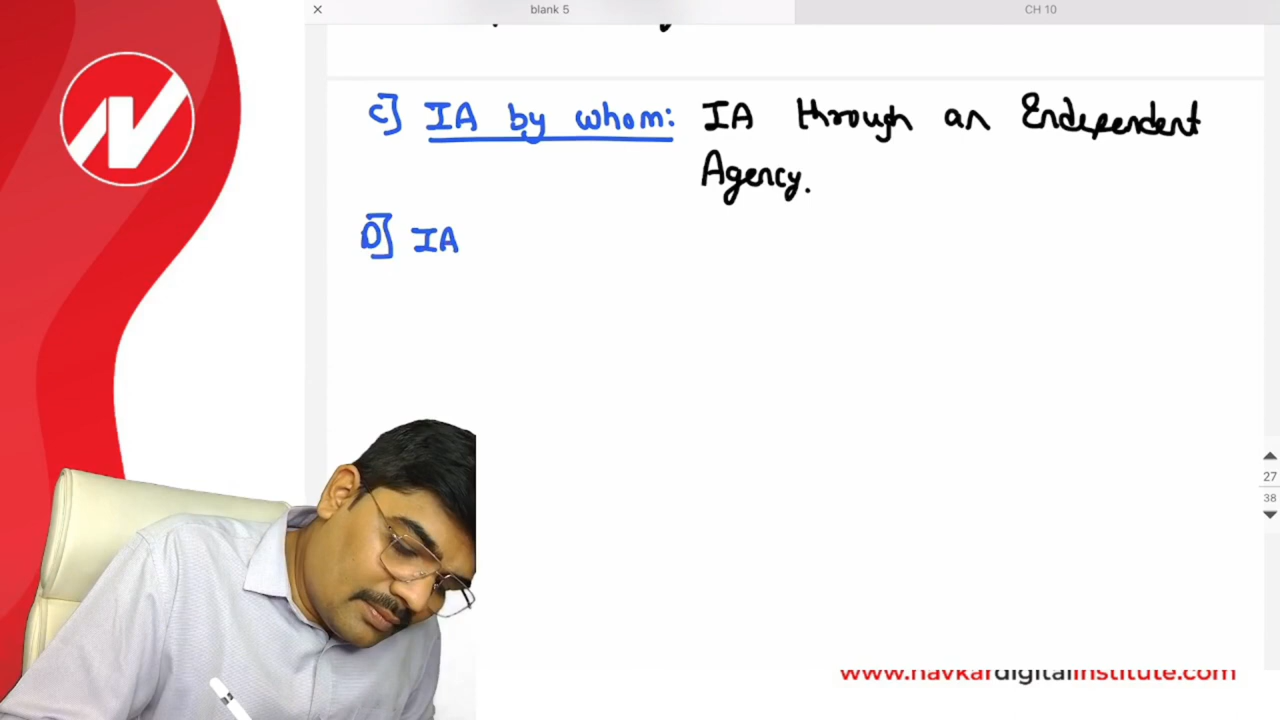 × blank 5 CH 10
C] IA by whom: IA through an Independent
Agency.
D] IA
27
38
www.navkardigitalinstitute.com